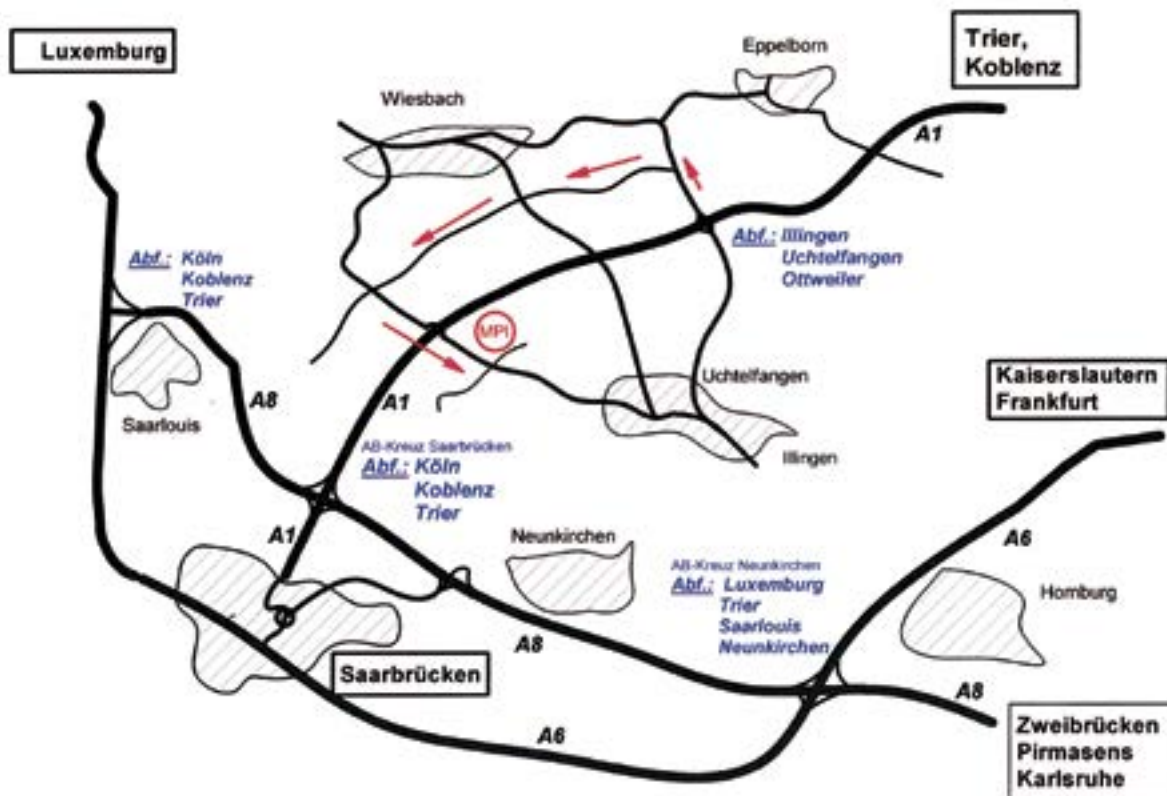 Luxemburg
Eppelborn
Trier,
Koblenz
Wiesbach
A1
Abf.: Illingen
Uchtelfangen
Ottweiler
Abf.: Köln
Koblenz
Trier
MPI
Uchtelfangen
Kaiserslautern
Frankfurt
A8
A1
Saarlouis
AB-Kreuz Saarbrücken
Abf.: Köln
Koblenz
Trier
Illingen
A1
Neunkirchen
A6
AB-Kreuz Neunkirchen
Abf.: Luxemburg
Trier
Saarlouis
Neunkirchen
Homburg
A8
Saarbrücken
A8
A6
Zweibrücken
Pirmasens
Karlsruhe